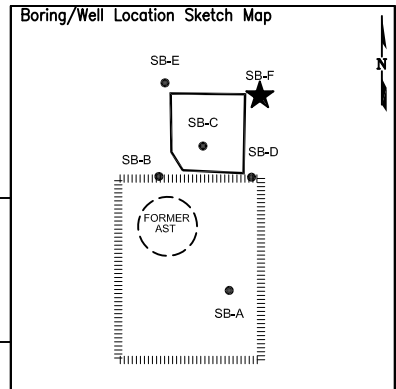 Boring/Well Location Sketch Map
N
SB-E
SB-F
SB-C
SB-B
SB-D
FORMER
AST
SB-A